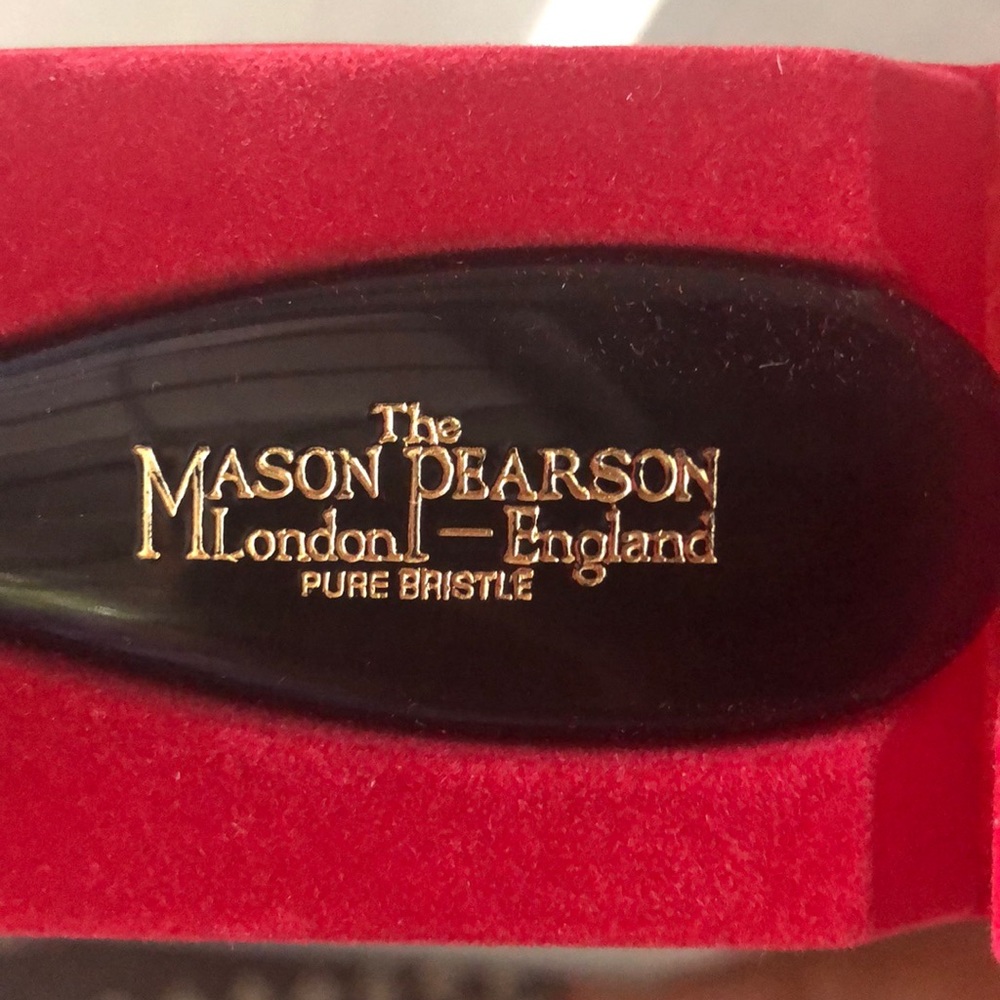 The
MASON PEARSON
London — England
PURE BRISTLE